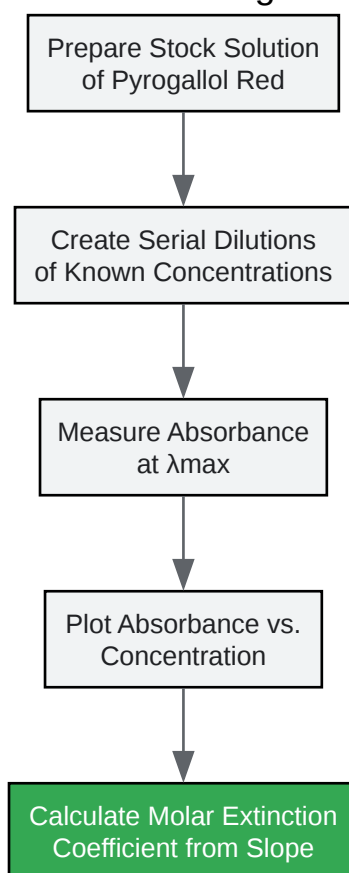 Prepare Stock Solution
of Pyrogallol Red
Create Serial Dilutions
of Known Concentrations
Measure Absorbance
at λmax
Plot Absorbance vs.
Concentration
Calculate Molar Extinction
Coefficient from Slope